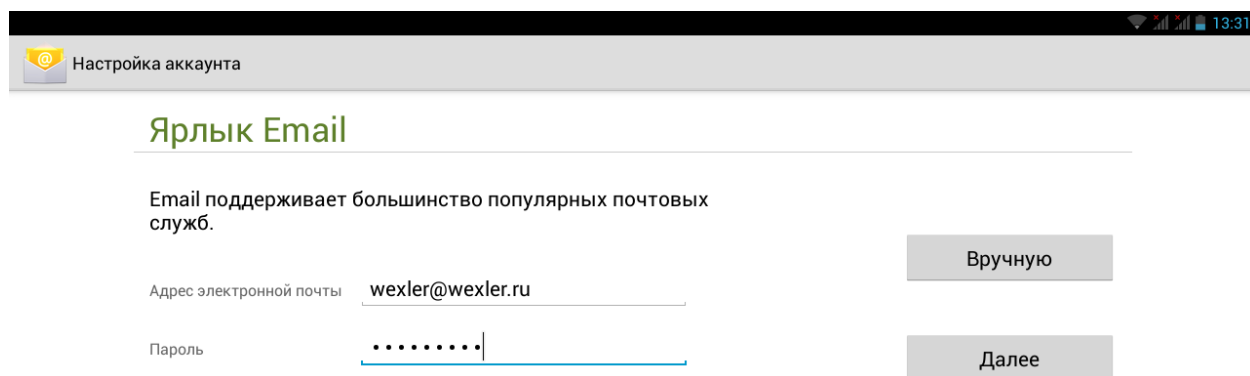 13:31
Настройка аккаунта
Ярлык Email
Email поддерживает большинство популярных почтовых
служб.
Вручную
Адрес электронной почты wexler@wexler.ru
Пароль •••••••••
Далее